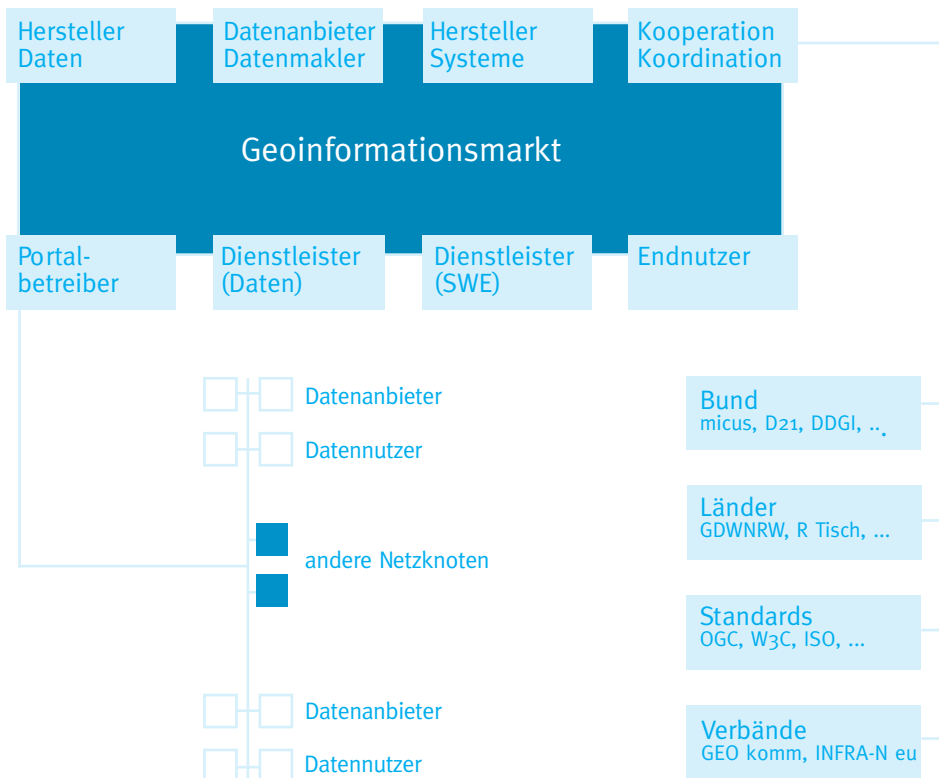 Hersteller
Daten
Datenanbieter
Datenmakler
Hersteller
Systeme
Kooperation
Koordination
Geoinformationsmarkt
Portal-
betreiber
Dienstleister
(Daten)
Dienstleister
(SWE)
Endnutzer
Datenanbieter
Datennutzer
andere Netzknoten
Datenanbieter
Datennutzer
Bund
micus, D21, DDGI, ...
Länder
GDWNRW, R Tisch, ...
Standards
OGC, W3C, ISO, ...
Verbände
GEO komm, INFRA-N eu